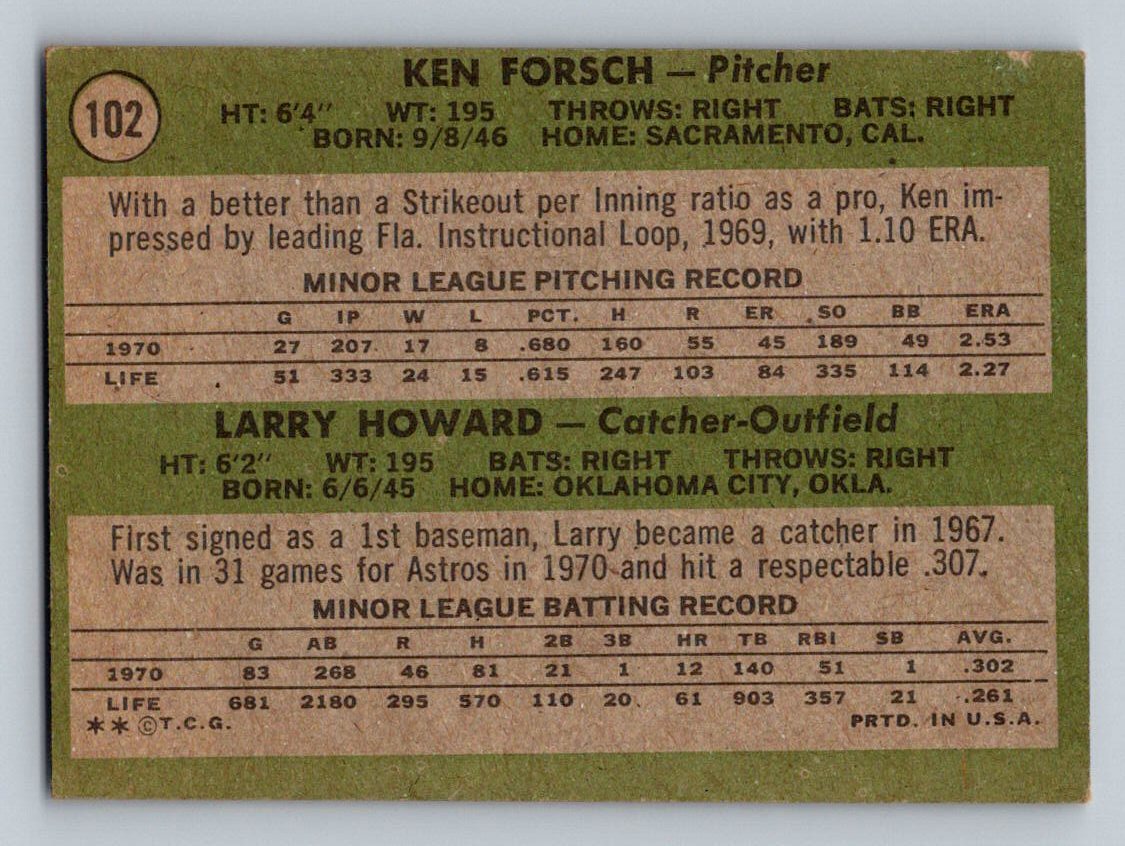 102
KEN FORSCH — Pitcher
HT: 6'4" WT: 195 THROWS: RIGHT BATS: RIGHT
BORN: 9/8/46 HOME: SACRAMENTO, CAL.
With a better than a Strikeout per Inning ratio as a pro, Ken im-
pressed by leading Fla. Instructional Loop, 1969, with 1.10 ERA.
MINOR LEAGUE PITCHING RECORD
G IP W L PCT. H R ER SO BB ERA
1970 27 207 17 8 .680 160 55 45 189 49 2.53
LIFE 51 333 24 15 .615 247 103 84 335 114 2.27
LARRY HOWARD — Catcher-Outfield
HT: 6'2" WT: 195 BATS: RIGHT THROWS: RIGHT
BORN: 6/6/45 HOME: OKLAHOMA CITY, OKLA.
First signed as a 1st baseman, Larry became a catcher in 1967.
Was in 31 games for Astros in 1970 and hit a respectable .307.
MINOR LEAGUE BATTING RECORD
G AB R H 2B 3B HR TB RBI SB AVG.
1970 83 268 46 81 21 1 12 140 51 1 .302
LIFE 681 2180 295 570 110 20 61 903 357 21 .261
** ©T.C.G. PRTD. IN U.S.A.